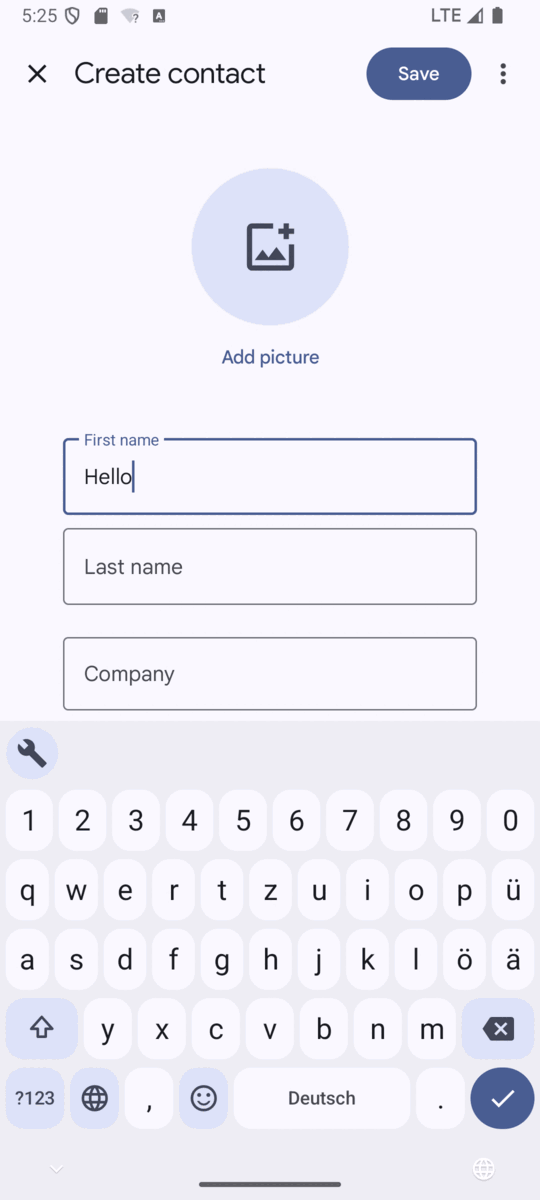 5:25 LTE
Create contact Save
Add picture
First name
Hello
Last name
Company
1 2 3 4 5 6 7 8 9 0
q w e r t z u i o p ü
a s d f g h j k l ö ä
y x c v b n m
?123 , Deutsch .